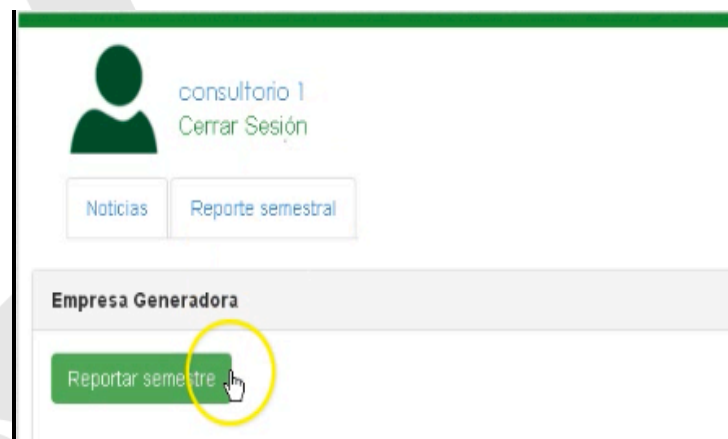 consultorio 1
Cerrar Sesión
Noticias Reporte semestral
Empresa Generadora
Reportar semestre